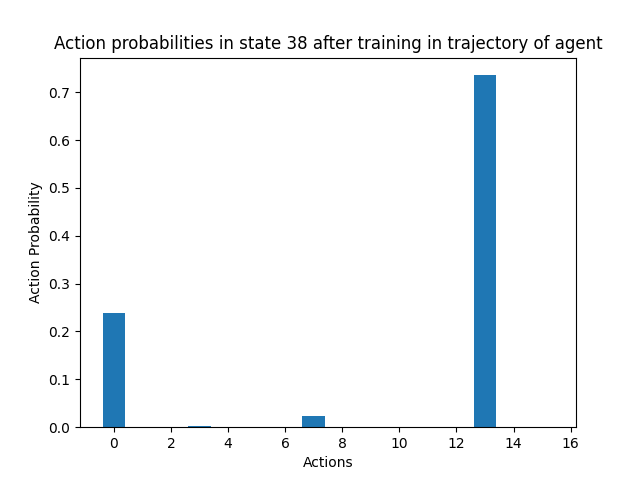 Action probabilities in state 38 after training in trajectory of agent
Action Probability
0.7
0.6
0.5
0.4
0.3
0.2
0.1
0.0
0 2 4 6 8 10 12 14 16
Actions